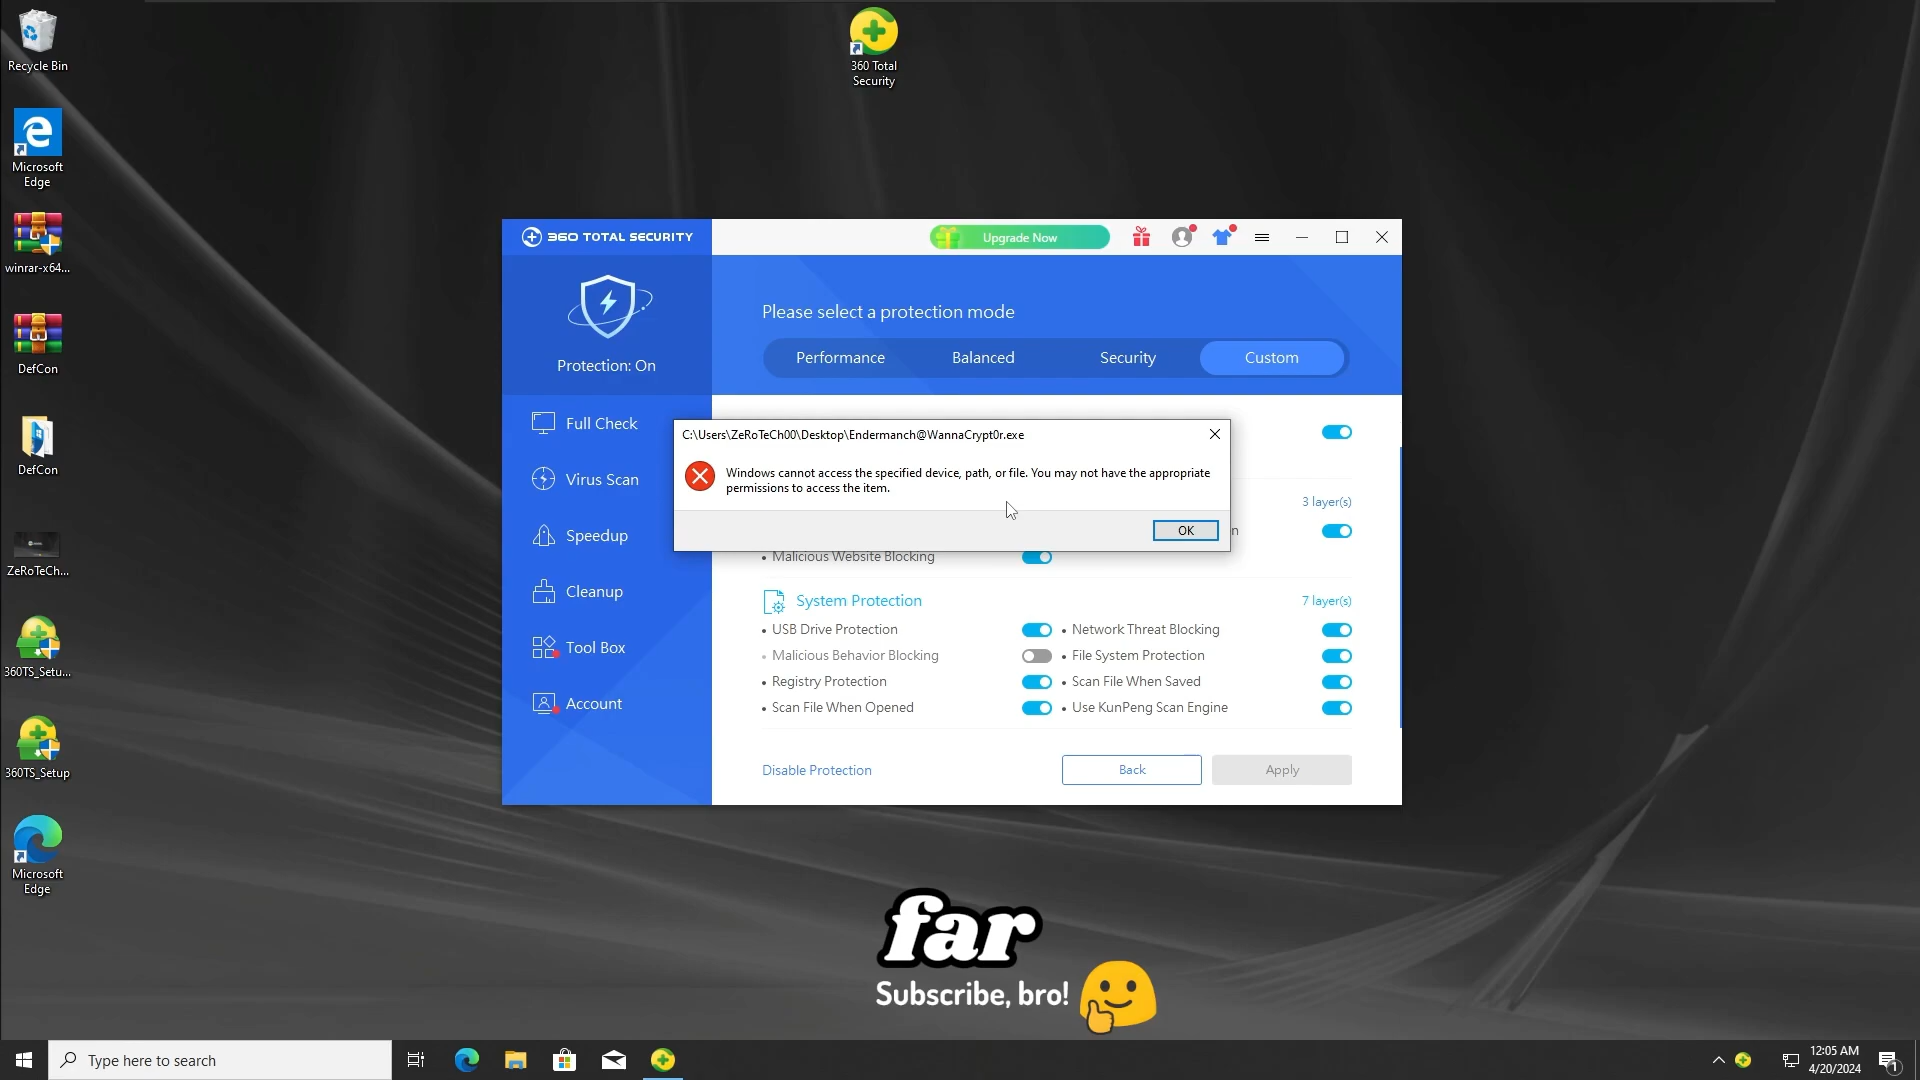 Recycle Bin
Microsoft
Edge
winrar-x64...
DefCon
DefCon
ZeRoTeCh...
360TS_Setu...
360TS_Setup
Microsoft
Edge
360 Total
Security
360 TOTAL SECURITY
Upgrade Now
Protection: On
Please select a protection mode
Performance
Balanced
Security
Custom
Full Check
Virus Scan
Speedup
Cleanup
Tool Box
Account
C:\Users\ZeRoTeCh00\Desktop\Endermanch@WannaCrypt0r.exe
Windows cannot access the specified device, path, or file. You may not have the appropriate
permissions to access the item.
OK
3 layer(s)
n
Malicious Website Blocking
System Protection
7 layer(s)
USB Drive Protection
Network Threat Blocking
Malicious Behavior Blocking
File System Protection
Registry Protection
Scan File When Saved
Scan File When Opened
Use KunPeng Scan Engine
Disable Protection
Back
Apply
far
Subscribe, bro!
Type here to search
12:05 AM
4/20/2024
1